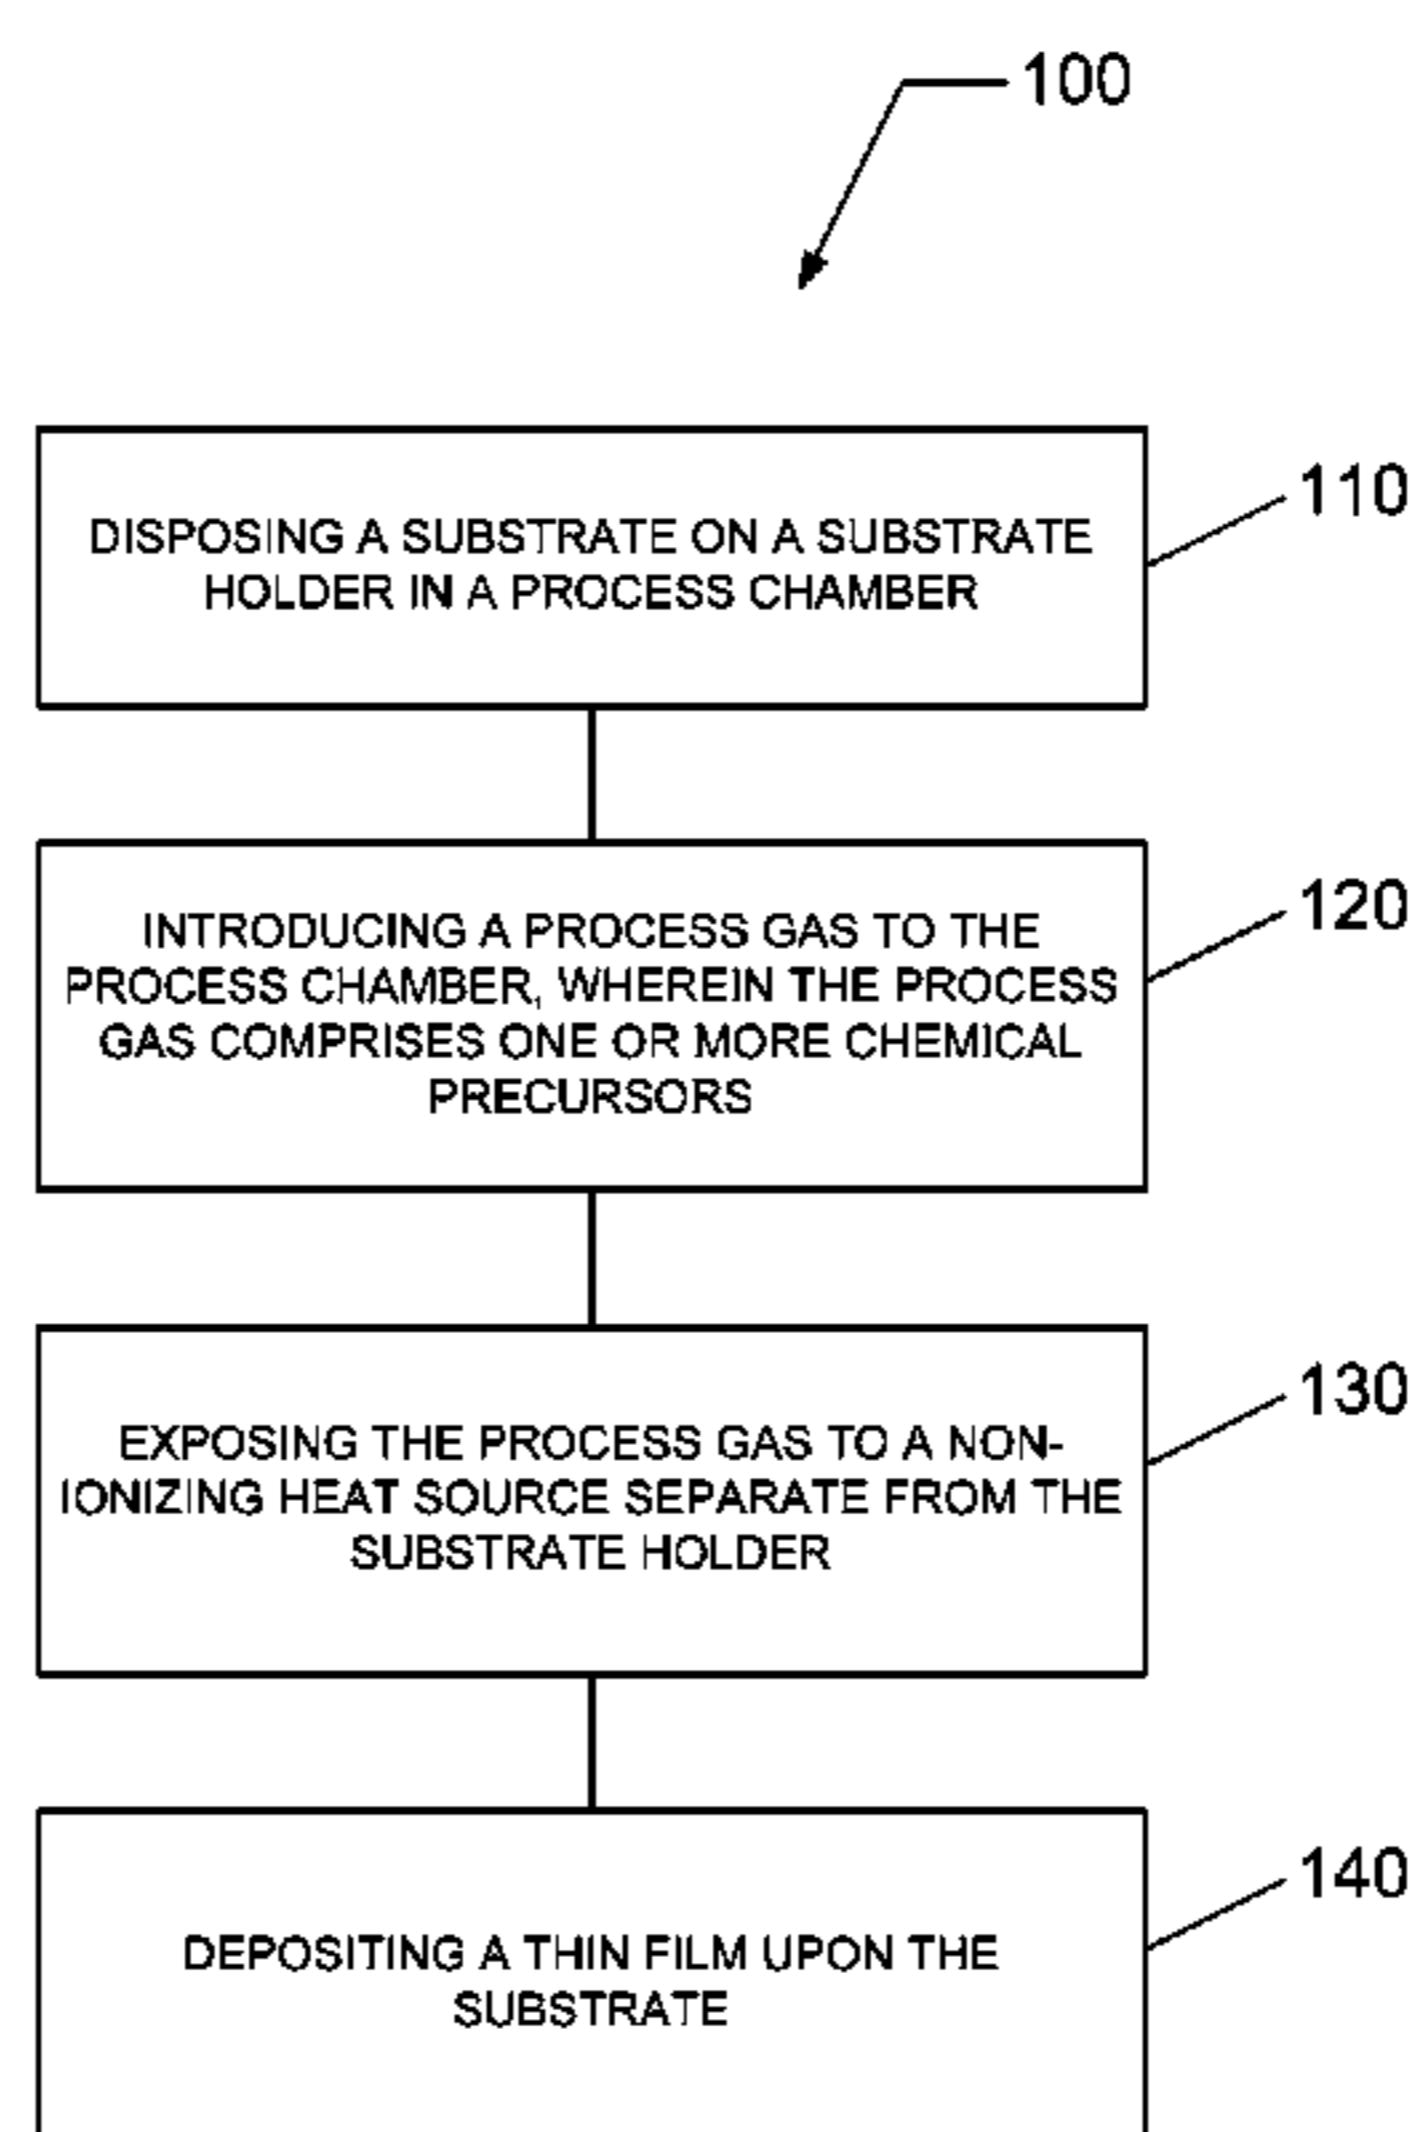 100
110
DISPOSING A SUBSTRATE ON A SUBSTRATE
HOLDER IN A PROCESS CHAMBER
120
INTRODUCING A PROCESS GAS TO THE
PROCESS CHAMBER, WHEREIN THE PROCESS
GAS COMPRISES ONE OR MORE CHEMICAL
PRECURSORS
130
EXPOSING THE PROCESS GAS TO A NON-
IONIZING HEAT SOURCE SEPARATE FROM THE
SUBSTRATE HOLDER
140
DEPOSITING A THIN FILM UPON THE
SUBSTRATE